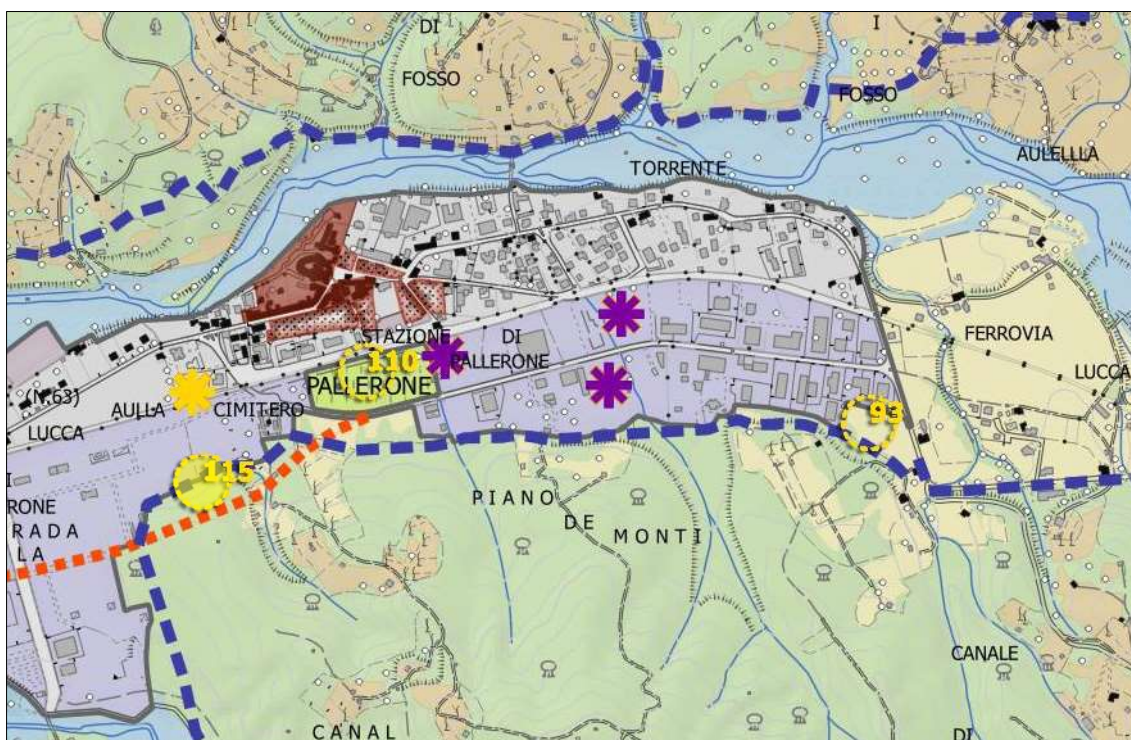 DI
I
FOSSO
FOSSO
AULELLLA
TORRENTE
STAZIONE
DI
FERROVIA
110
PALLERONE
LUCCA
PALLERONE
(N.63)
AULLA
CIMITERO
93
LUCCA
115
I
PIANO
RONE
DE
RADA
MONTI
LA
CANALE
CANAL
DI